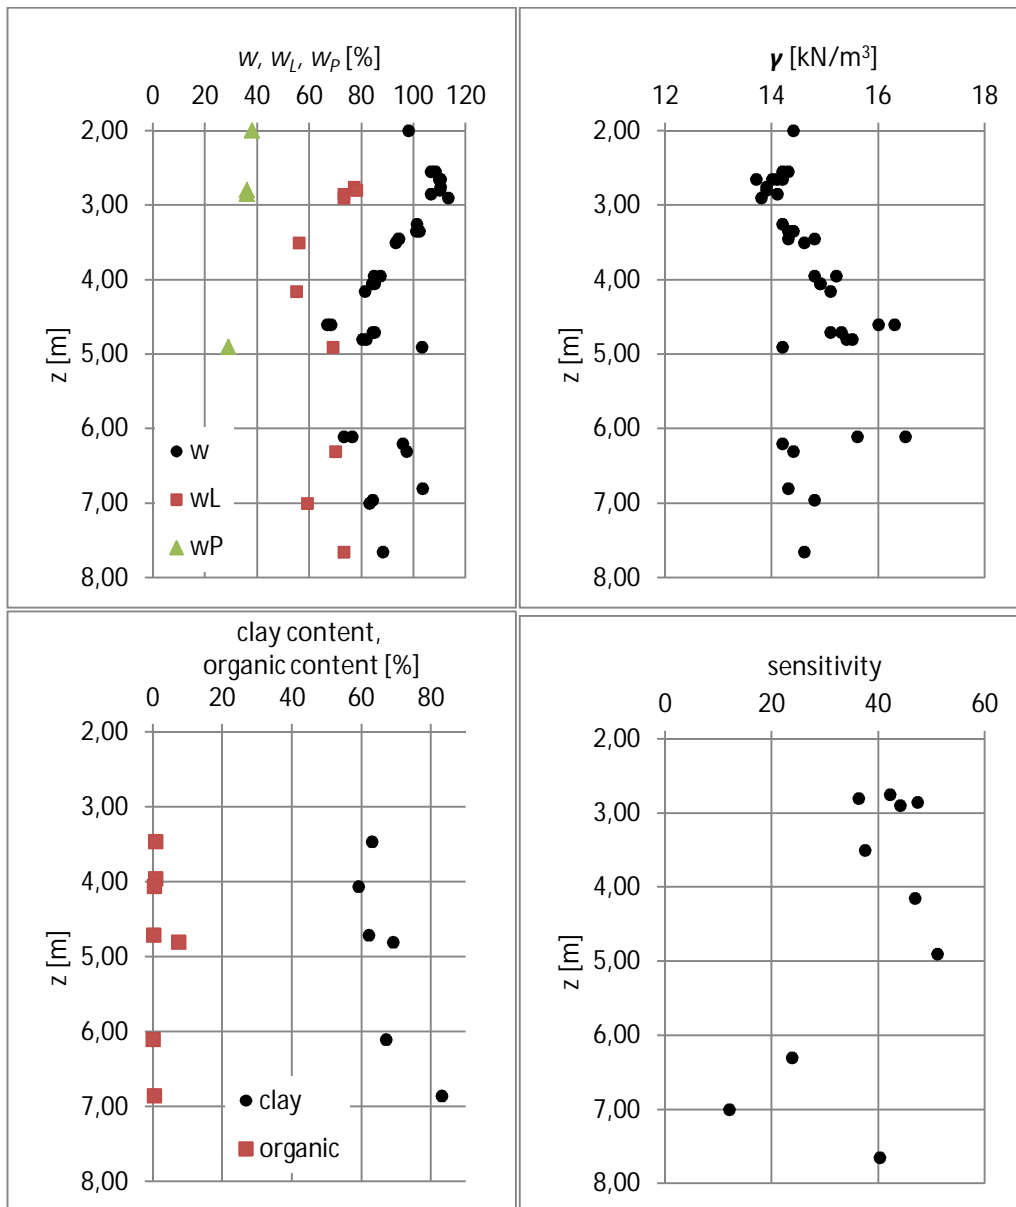 w, wL, wP [%]
0 20 40 60 80 100 120
2,00
3,00
4,00
5,00
6,00
7,00
8,00
z [m]
w
wL
wP
γ [kN/m³]
12 14 16 18
2,00
3,00
4,00
5,00
6,00
7,00
8,00
z [m]
clay content,
organic content [%]
0 20 40 60 80
2,00
3,00
4,00
5,00
6,00
7,00
8,00
z [m]
clay
organic
sensitivity
0 20 40 60
2,00
3,00
4,00
5,00
6,00
7,00
8,00
z [m]